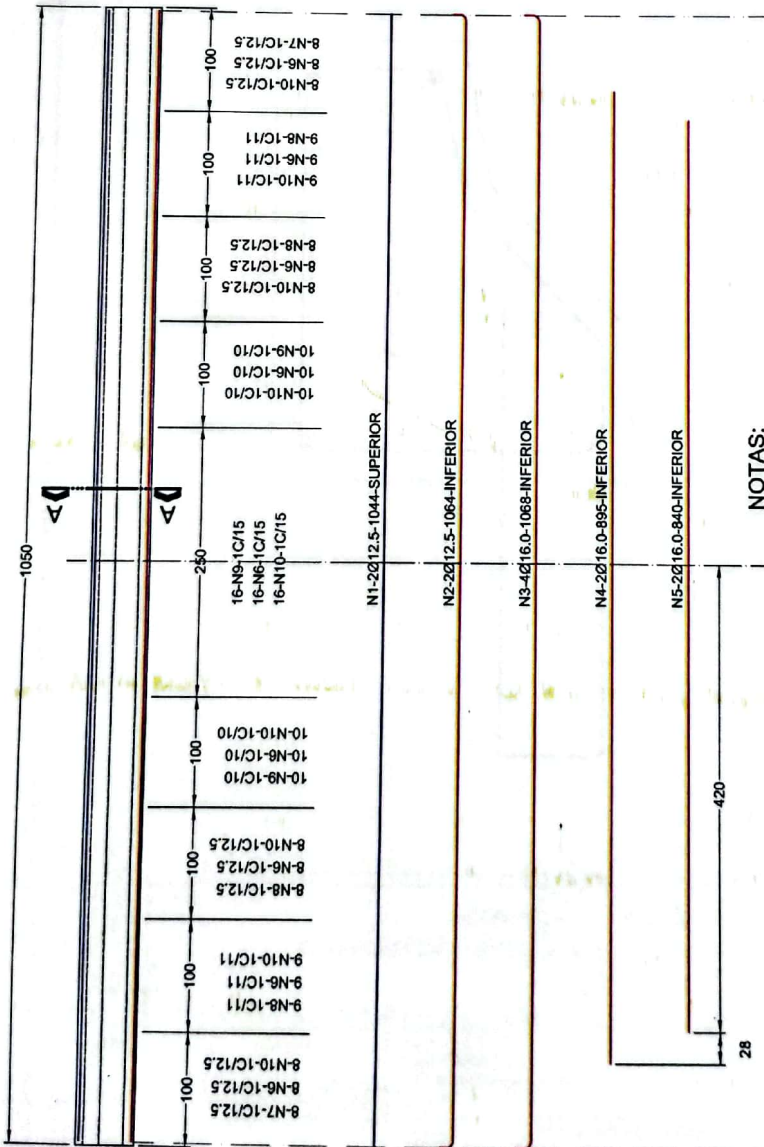 1050
A
A
100
100
100
100
250
100
100
100
100
8-N7-1C/12.5
8-N6-1C/12.5
8-N10-1C/12.5
9-N8-1C/11
9-N6-1C/11
9-N10-1C/11
8-N8-1C/12.5
8-N6-1C/12.5
8-N10-1C/12.5
10-N9-1C/10
10-N6-1C/10
10-N10-1C/10
16-N9-1C/15
16-N6-1C/15
16-N10-1C/15
10-N9-1C/10
10-N6-1C/10
10-N10-1C/10
8-N8-1C/12.5
8-N6-1C/12.5
8-N10-1C/12.5
9-N8-1C/11
9-N6-1C/11
9-N10-1C/11
8-N7-1C/12.5
8-N6-1C/12.5
8-N10-1C/12.5
N1-2Ø12.5-1044-SUPERIOR
N2-2Ø12.5-1064-INFERIOR
N3-4Ø16.0-1068-INFERIOR
N4-2Ø16.0-895-INFERIOR
N5-2Ø16.0-840-INFERIOR
28
420
NOTAS: